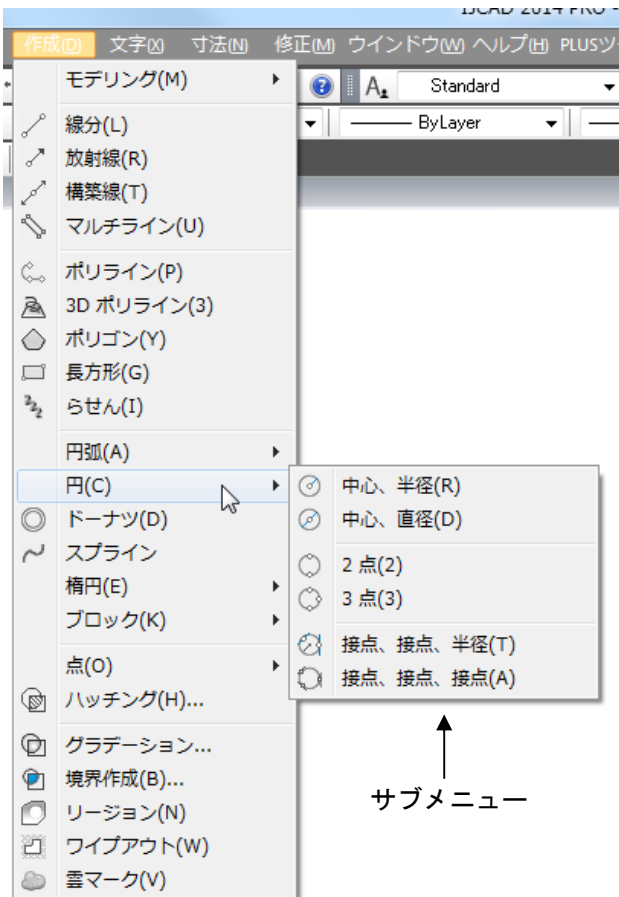 IJCAD 2014 PRO -
作成(D) 文字(X) 寸法(N) 修正(M) ウインドウ(W) ヘルプ(H) PLUSツ
Standard
ByLayer
モデリング(M)
線分(L)
放射線(R)
構築線(T)
マルチライン(U)
ポリライン(P)
3D ポリライン(3)
ポリゴン(Y)
長方形(G)
らせん(I)
円弧(A)
円(C)
ドーナツ(D)
スプライン
楕円(E)
ブロック(K)
点(O)
ハッチング(H)...
グラデーション...
境界作成(B)...
リージョン(N)
ワイプアウト(W)
雲マーク(V)
中心、半径(R)
中心、直径(D)
2 点(2)
3 点(3)
接点、接点、半径(T)
接点、接点、接点(A)
サブメニュー